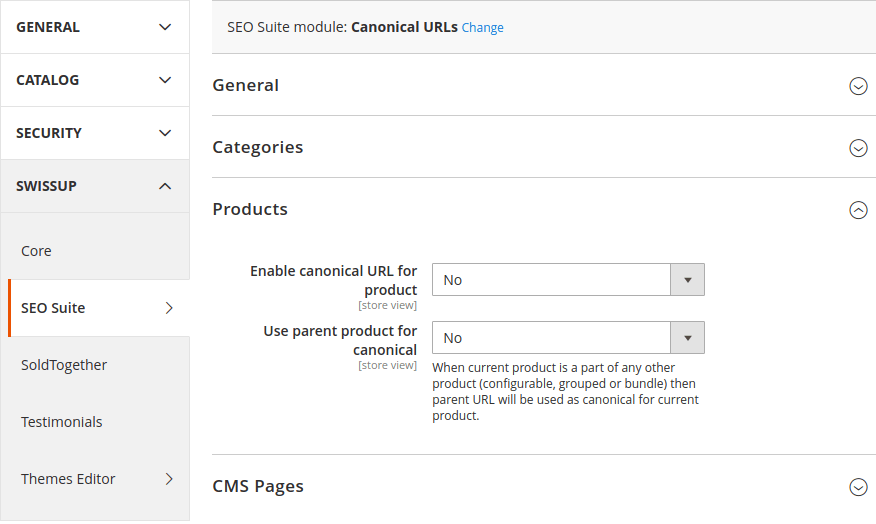 GENERAL
CATALOG
SECURITY
SWISSUP
Core
SEO Suite
SoldTogether
Testimonials
Themes Editor
SEO Suite module: Canonical URLs Change
General
Categories
Products
Enable canonical URL for
product
[store view]
No
Use parent product for
canonical
[store view]
No
When current product is a part of any other
product (configurable, grouped or bundle) then
parent URL will be used as canonical for current
product.
CMS Pages